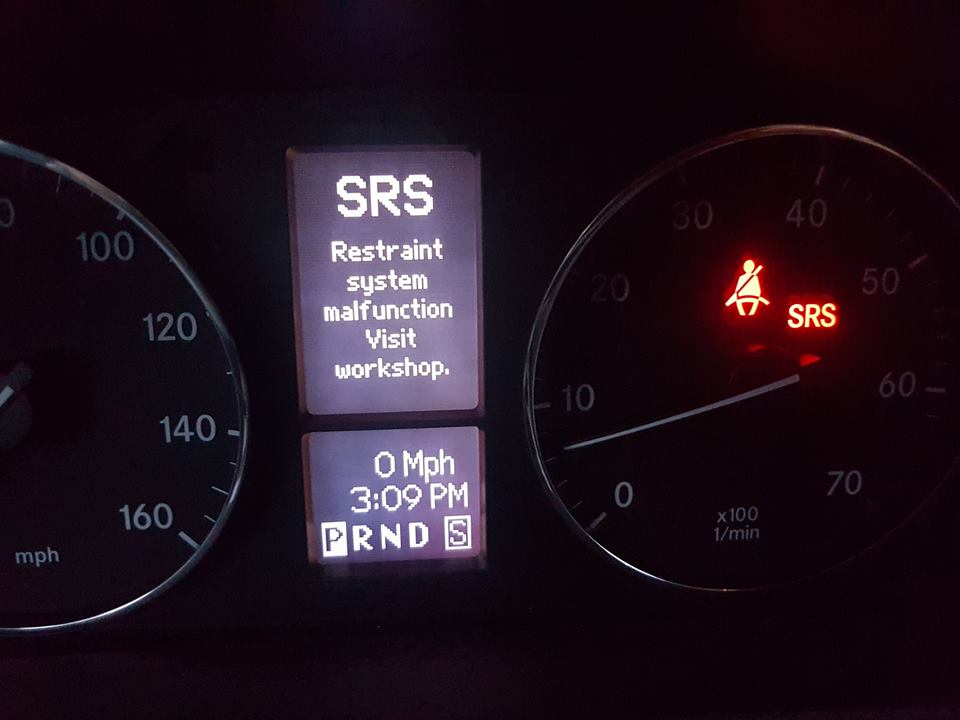 100
120
140
160
mph
SRS
Restraint
system
malfunction
Visit
workshop.
0 Mph
3:09 PM
PRND S
0
10
20
30
40
50
60
70
SRS
x100
1/min